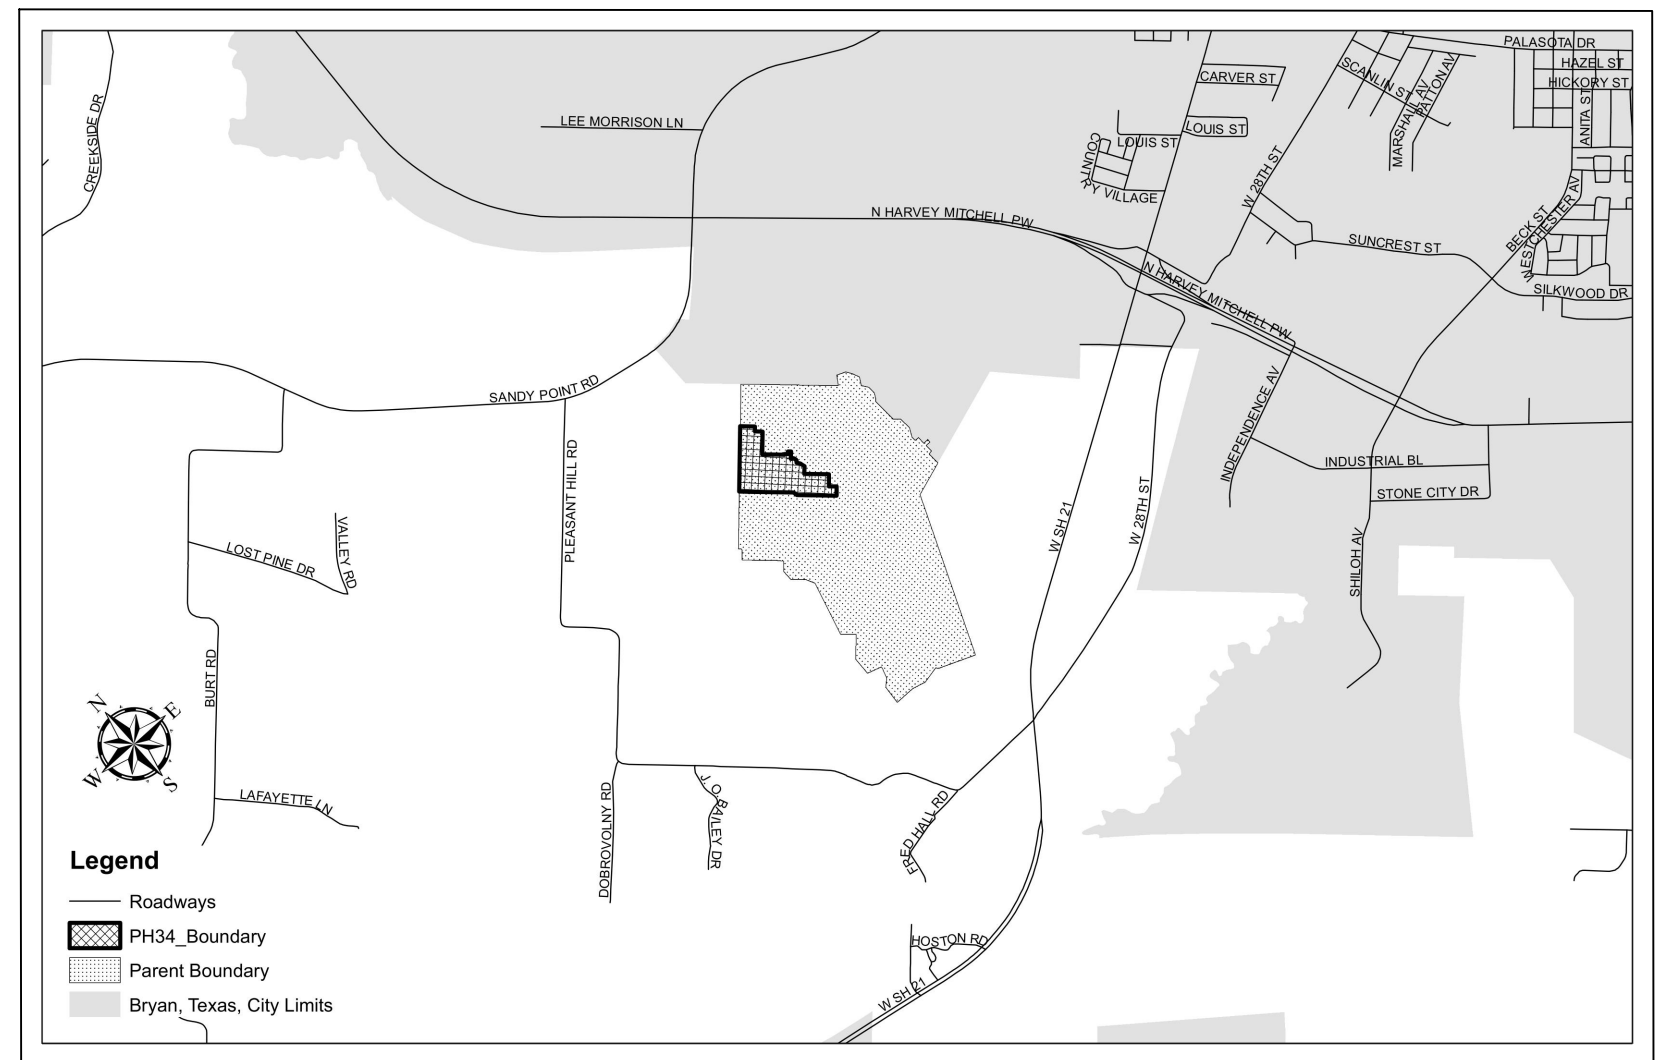 PALASOTA DR
HAZEL ST
HICKORY ST
SCANLIN ST
PATTON AV
MARSHALL AV
ANITA ST
CARVER ST
LOUIS ST
LOUIS ST
COUNTRY VILLAGE
CREEKSIDE DR
LEE MORRISON LN
W 28TH ST
N HARVEY MITCHELL PW
SUNCREST ST
BECK ST
WESTCHESTER AV
SILKWOOD DR
N HARVEY MITCHELL PW
SANDY POINT RD
INDEPENDENCE AV
INDUSTRIAL BL
STONE CITY DR
PLEASANT HILL RD
W SH 21
W 28TH ST
SHILOH AV
VALLEY RD
LOST PINE DR
BURT RD
N
E
W
S
LAFAYETTE LN
DOBROVOLNY RD
J. O. BAILEY DR
FRED HALL RD
HOSTON RD
W SH 21
Legend
Roadways
PH34_Boundary
Parent Boundary
Bryan, Texas, City Limits